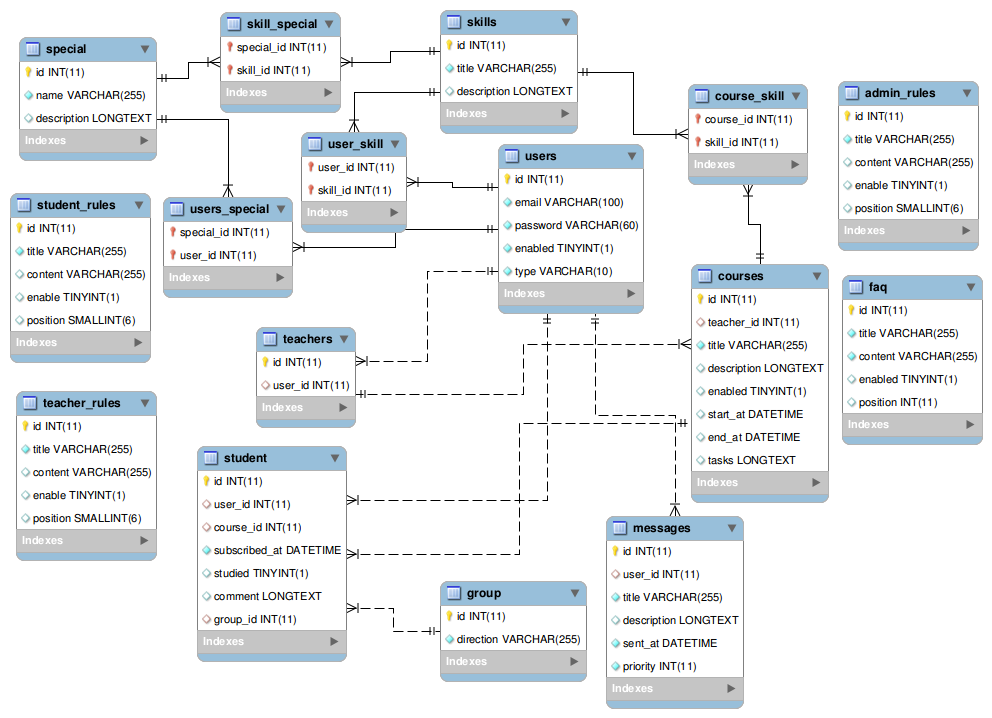 special
id INT(11)
name VARCHAR(255)
description LONGTEXT
Indexes
skill_special
special_id INT(11)
skill_id INT(11)
Indexes
skills
id INT(11)
title VARCHAR(255)
description LONGTEXT
Indexes
course_skill
course_id INT(11)
skill_id INT(11)
Indexes
admin_rules
id INT(11)
title VARCHAR(255)
content VARCHAR(255)
enable TINYINT(1)
position SMALLINT(6)
Indexes
user_skill
user_id INT(11)
skill_id INT(11)
Indexes
users
id INT(11)
email VARCHAR(100)
password VARCHAR(60)
enabled TINYINT(1)
type VARCHAR(10)
Indexes
student_rules
id INT(11)
title VARCHAR(255)
content VARCHAR(255)
enable TINYINT(1)
position SMALLINT(6)
Indexes
users_special
special_id INT(11)
user_id INT(11)
Indexes
courses
id INT(11)
teacher_id INT(11)
title VARCHAR(255)
description LONGTEXT
enabled TINYINT(1)
start_at DATETIME
end_at DATETIME
tasks LONGTEXT
Indexes
faq
id INT(11)
title VARCHAR(255)
content VARCHAR(255)
enabled TINYINT(1)
position INT(11)
Indexes
teachers
id INT(11)
user_id INT(11)
Indexes
teacher_rules
id INT(11)
title VARCHAR(255)
content VARCHAR(255)
enable TINYINT(1)
position SMALLINT(6)
Indexes
student
id INT(11)
user_id INT(11)
course_id INT(11)
subscribed_at DATETIME
studied TINYINT(1)
comment LONGTEXT
group_id INT(11)
Indexes
group
id INT(11)
direction VARCHAR(255)
Indexes
messages
id INT(11)
user_id INT(11)
title VARCHAR(255)
description LONGTEXT
sent_at DATETIME
priority INT(11)
Indexes